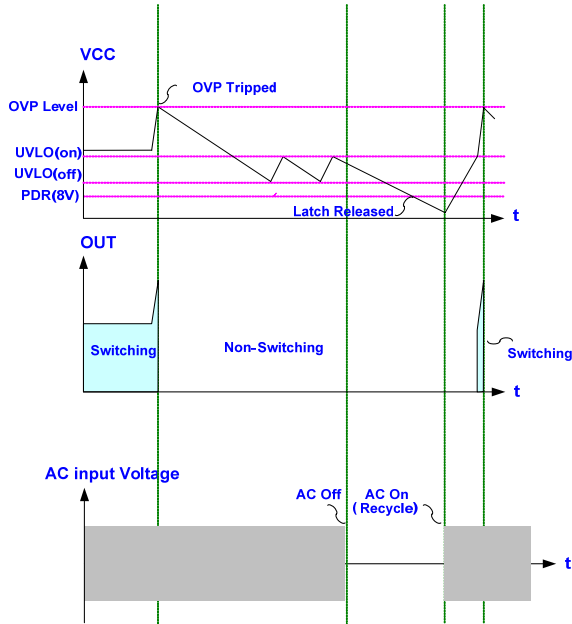 VCC
OVP Tripped
OVP Level
UVLO(on)
UVLO(off)
PDR(8V)
Latch Released
t
OUT
Switching
Non-Switching
Switching
t
AC input Voltage
AC Off
AC On
(Recycle)
t